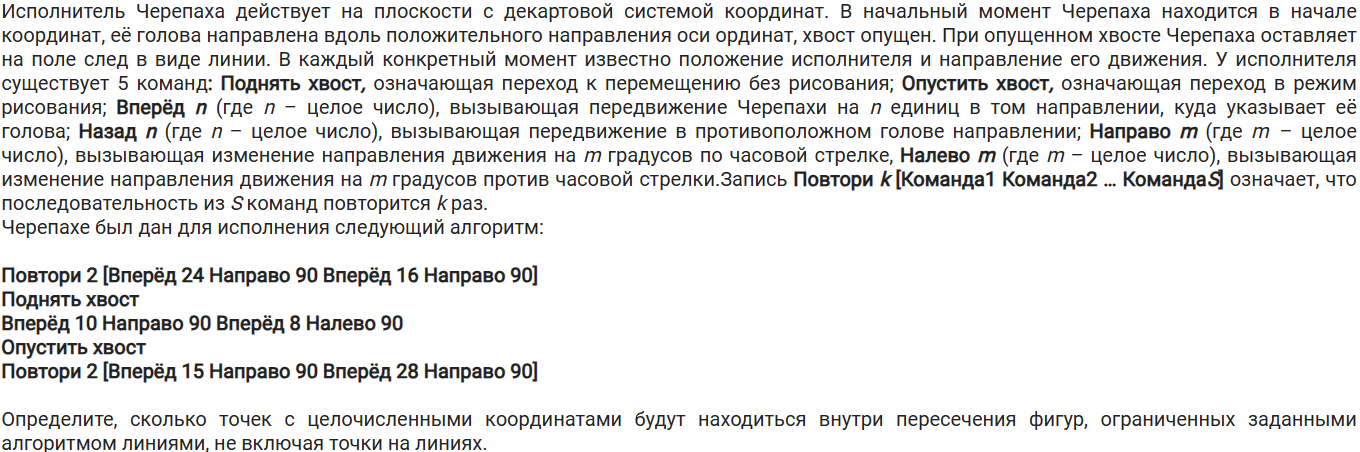 Исполнитель Черепаха действует на плоскости с декартовой системой координат. В начальный момент Черепаха находится в начале
координат, её голова направлена вдоль положительного направления оси ординат, хвост опущен. При опущенном хвосте Черепаха оставляет
на поле след в виде линии. В каждый конкретный момент известно положение исполнителя и направление его движения. У исполнителя
существует 5 команд: Поднять хвост, означающая переход к перемещению без рисования; Опустить хвост, означающая переход в режим
рисования; Вперёд n (где n – целое число), вызывающая передвижение Черепахи на n единиц в том направлении, куда указывает её
голова; Назад n (где n – целое число), вызывающая передвижение в противоположном голове направлении; Направо m (где m – целое
число), вызывающая изменение направления движения на m градусов по часовой стрелке, Налево m (где m – целое число), вызывающая
изменение направления движения на m градусов против часовой стрелки.Запись Повтори k [Команда1 Команда2 … КомандаS] означает, что
последовательность из S команд повторится k раз.
Черепахе был дан для исполнения следующий алгоритм:
Повтори 2 [Вперёд 24 Направо 90 Вперёд 16 Направо 90]
Поднять хвост
Вперёд 10 Направо 90 Вперёд 8 Налево 90
Опустить хвост
Повтори 2 [Вперёд 15 Направо 90 Вперёд 28 Направо 90]
Определите, сколько точек с целочисленными координатами будут находиться внутри пересечения фигур, ограниченных заданными
алгоритмом линиями, не включая точки на линиях.